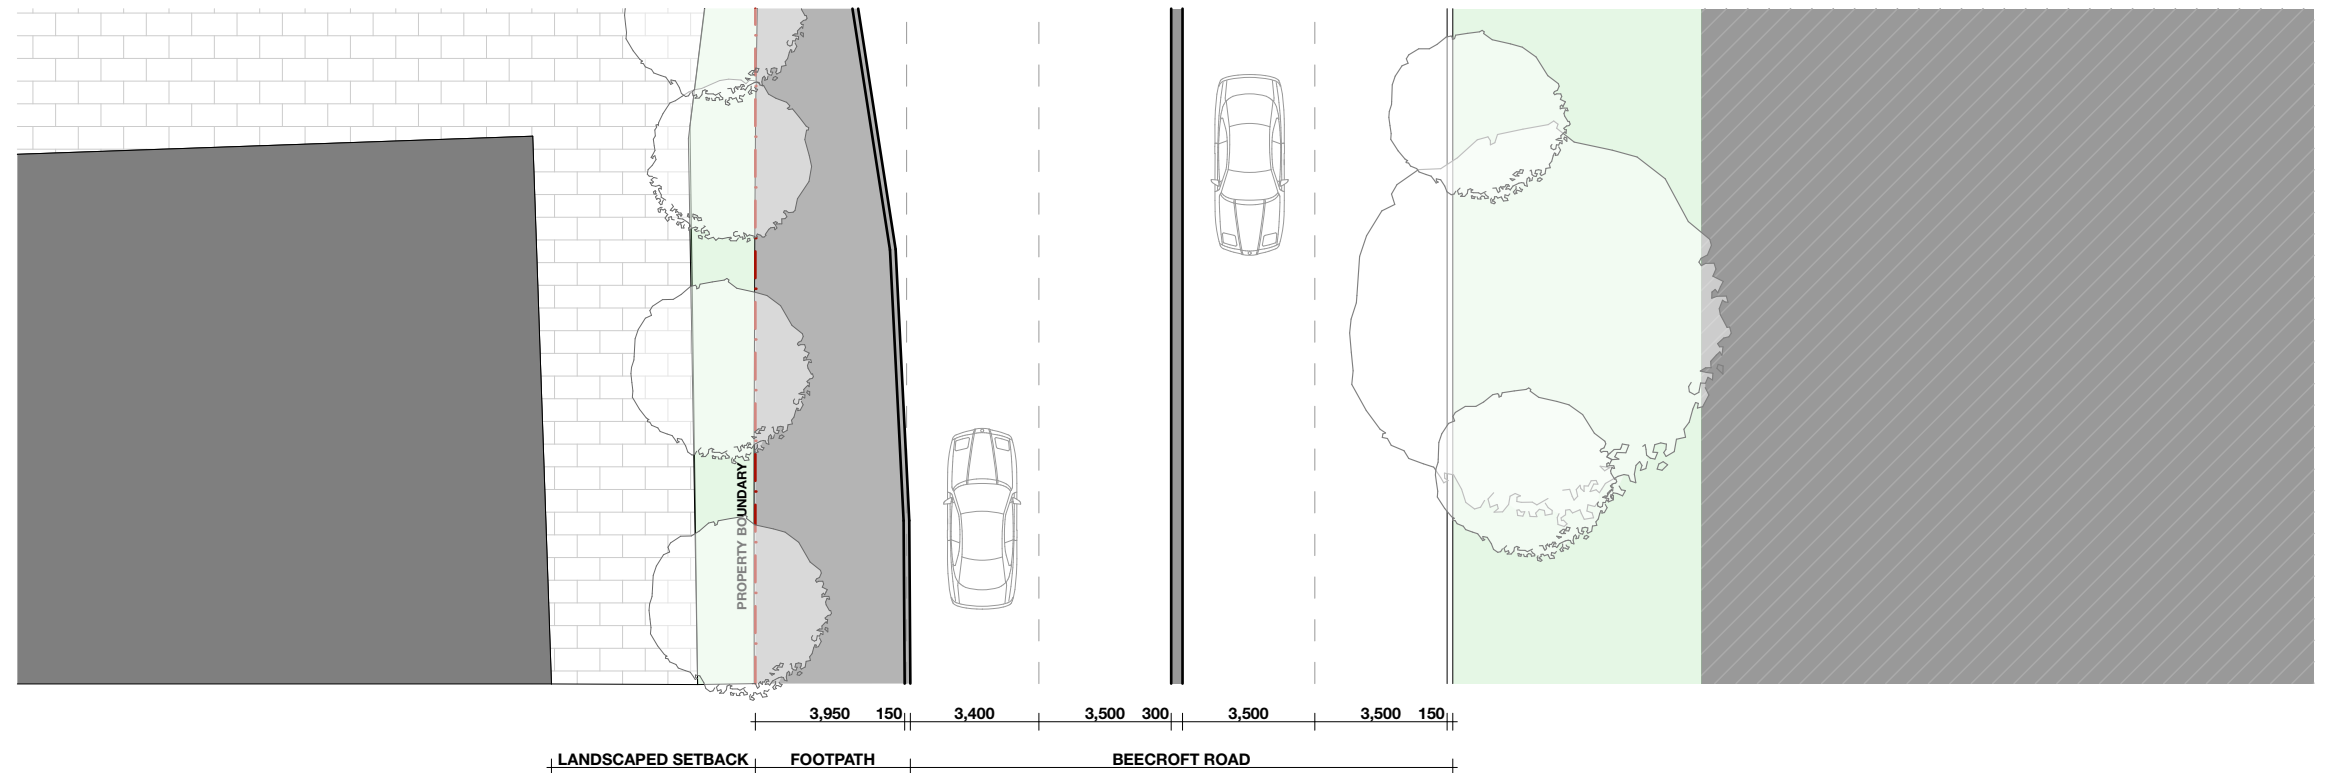 PROPERTY BOUNDARY
3,950 150 3,400 3,500 300 3,500 3,500 150
LANDSCAPED SETBACK FOOTPATH BEECROFT ROAD